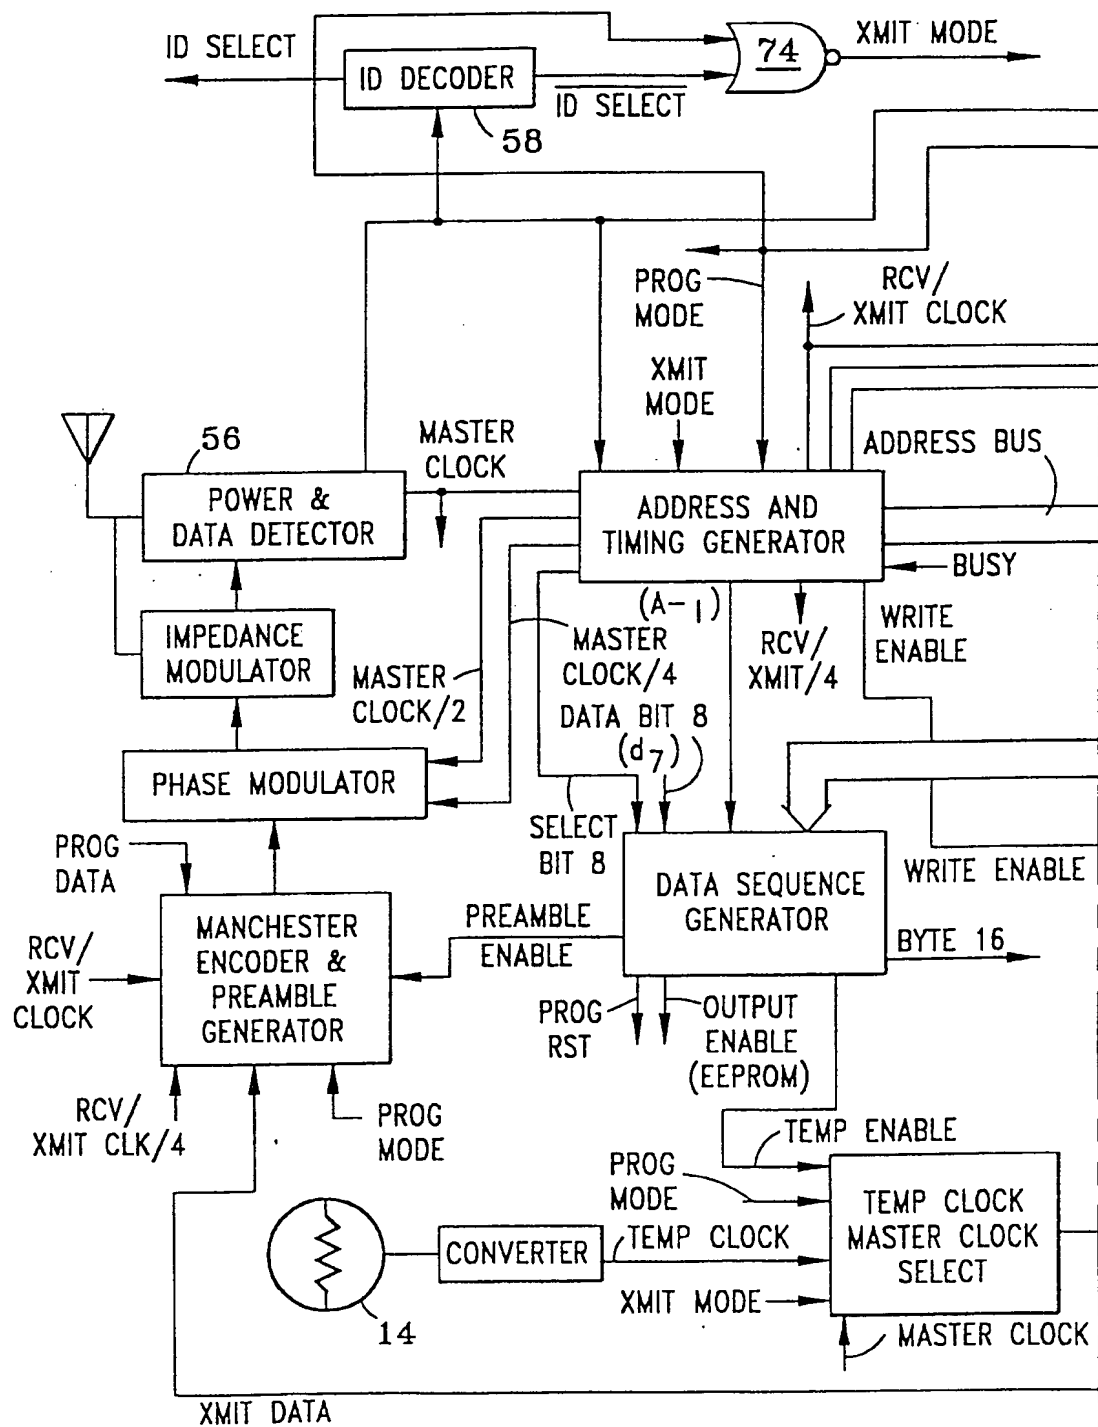 ID SELECT
ID DECODER
ID SELECT
58
74
XMIT MODE
PROG
MODE
RCV/
XMIT CLOCK
XMIT
MODE
56
MASTER
CLOCK
ADDRESS BUS
POWER &
DATA DETECTOR
ADDRESS AND
TIMING GENERATOR
BUSY
(A-1)
IMPEDANCE
MODULATOR
MASTER
CLOCK/2
MASTER
CLOCK/4
RCV/
XMIT/4
WRITE
ENABLE
DATA BIT 8
(d7)
PHASE MODULATOR
SELECT
BIT 8
PROG
DATA
DATA SEQUENCE
GENERATOR
WRITE ENABLE
MANCHESTER
ENCODER &
PREAMBLE
GENERATOR
PREAMBLE
ENABLE
BYTE 16
RCV/
XMIT
CLOCK
PROG
RST
OUTPUT
ENABLE
(EEPROM)
RCV/
XMIT CLK/4
PROG
MODE
TEMP ENABLE
PROG
MODE
TEMP CLOCK
MASTER CLOCK
SELECT
CONVERTER
TEMP CLOCK
XMIT MODE
14
MASTER CLOCK
XMIT DATA